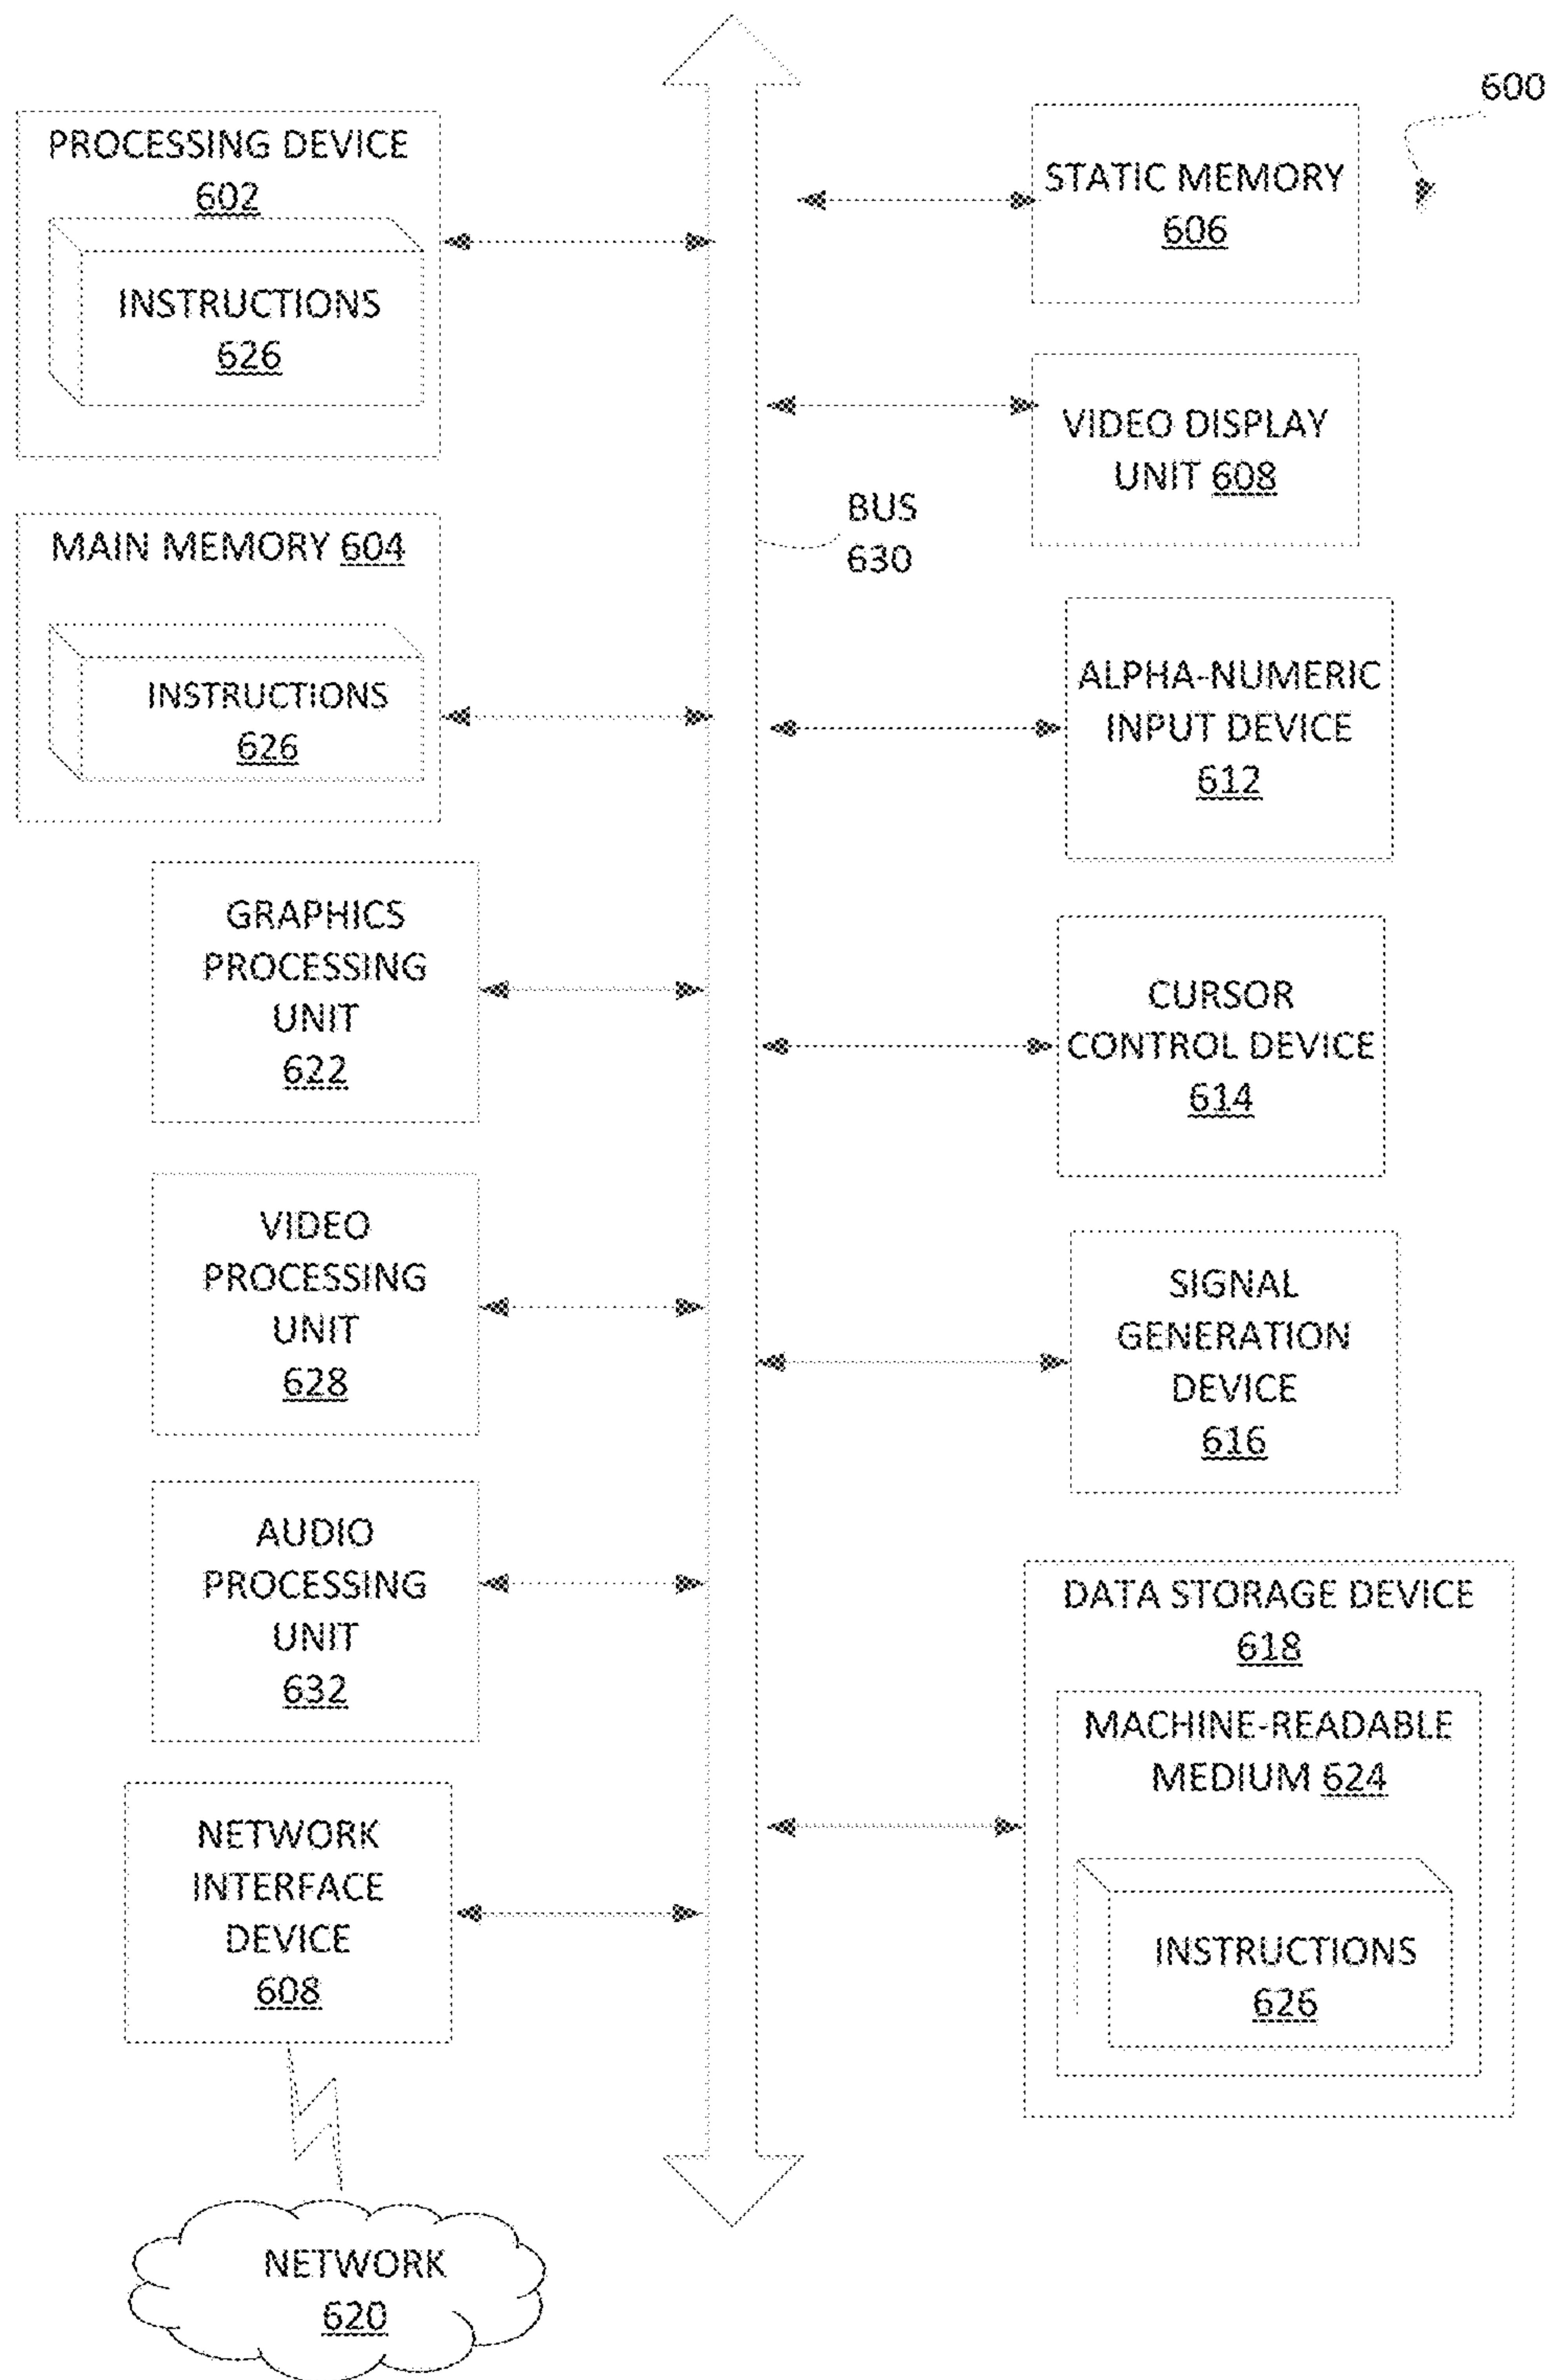 600
PROCESSING DEVICE
602
INSTRUCTIONS
626
MAIN MEMORY 604
INSTRUCTIONS
626
GRAPHICS
PROCESSING
UNIT
622
VIDEO
PROCESSING
UNIT
628
AUDIO
PROCESSING
UNIT
632
NETWORK
INTERFACE
DEVICE
608
NETWORK
620
BUS
630
STATIC MEMORY
606
VIDEO DISPLAY
UNIT 608
ALPHA-NUMERIC
INPUT DEVICE
612
CURSOR
CONTROL DEVICE
614
SIGNAL
GENERATION
DEVICE
616
DATA STORAGE DEVICE
618
MACHINE-READABLE
MEDIUM 624
INSTRUCTIONS
626